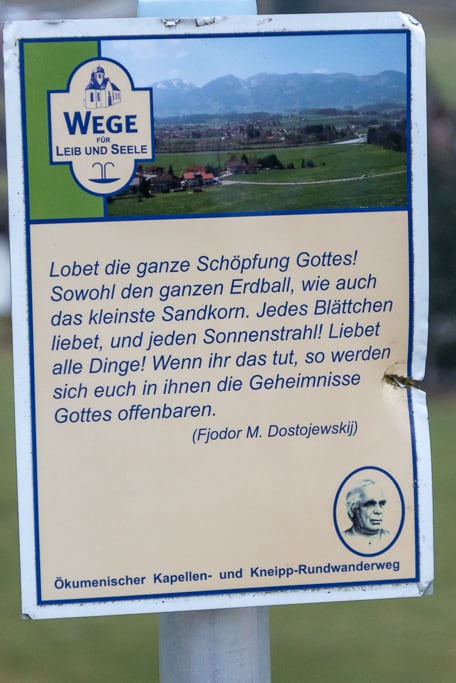 WEGE
FÜR
LEIB UND SEELE
Lobet die ganze Schöpfung Gottes!
Sowohl den ganzen Erdball, wie auch
das kleinste Sandkorn. Jedes Blättchen
liebet, und jeden Sonnenstrahl! Liebet
alle Dinge! Wenn ihr das tut, so werden
sich euch in ihnen die Geheimnisse
Gottes offenbaren.
(Fjodor M. Dostojewskij)
Ökumenischer Kapellen- und Kneipp-Rundwanderweg